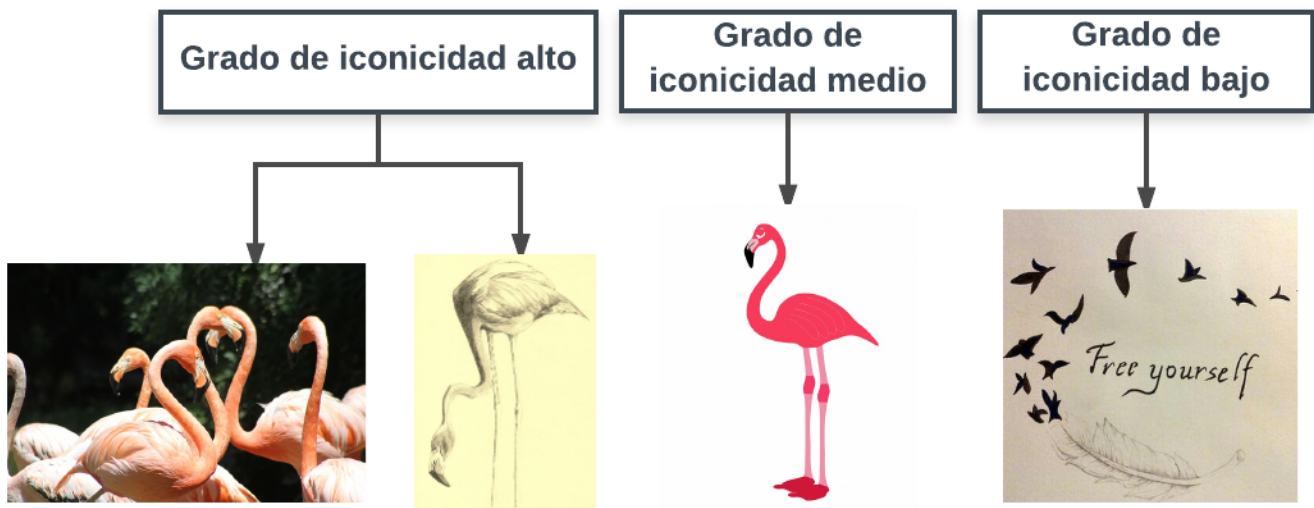 Grado de iconicidad alto
Grado de
iconicidad medio
Grado de
iconicidad bajo
Free yourself